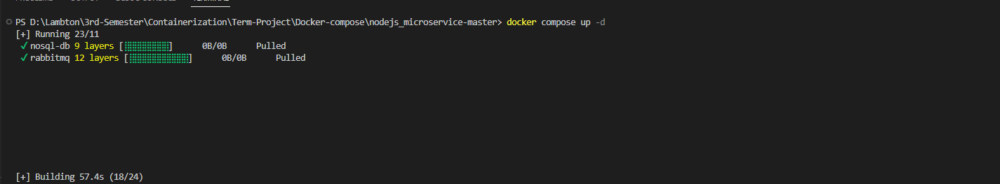 TERMINAL
PS D:\Lambton\3rd-Semester\Containerization\Term-Project\Docker-compose\nodejs_microservice-master> docker compose up -d
[+] Running 23/11
✓ nosql-db 9 layers [⣿⣿⣿⣿⣿⣿⣿⣿⣿] 0B/0B Pulled
✓ rabbitmq 12 layers [⣿⣿⣿⣿⣿⣿⣿⣿⣿⣿⣿⣿] 0B/0B Pulled
[+] Building 57.4s (18/24)